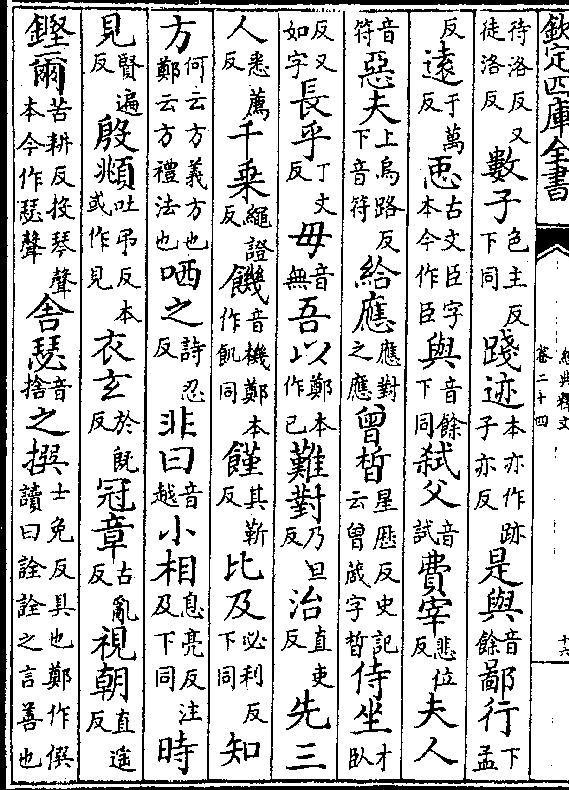 欽定四庫全書 經典釋文 卷二十四 十六
待洛反又徒洛反數子色主反下同踐迹本亦作跡子亦反是與音餘鄙行下孟
反逺于萬反𢘑古文臣字本今作臣與音餘下同弑父音試費宰悲位反夫人
音符惡夫上烏路反下音符給應應對之應曾晳星歴反史記云曾蒧字晳侍坐才臥
反又如字長乎丁丈反毋音無吾以鄭本作已難對乃旦反治直吏反先三
人悉薦反千乗繩證反饑音機鄭本作飢同饉其靳反比及必利反下同知
方何云方義方也鄭云方禮法也哂之詩忍反非曰音越小相息亮反注及下同時
見賢遍反殷頫吐弔反本或作見衣玄於旣反冠章古亂反視朝直遥反
鏗爾苦耕反投琴聲本今作瑟聲舍瑟音捨之撰士免反具也鄭作僎讀曰詮詮之言善也